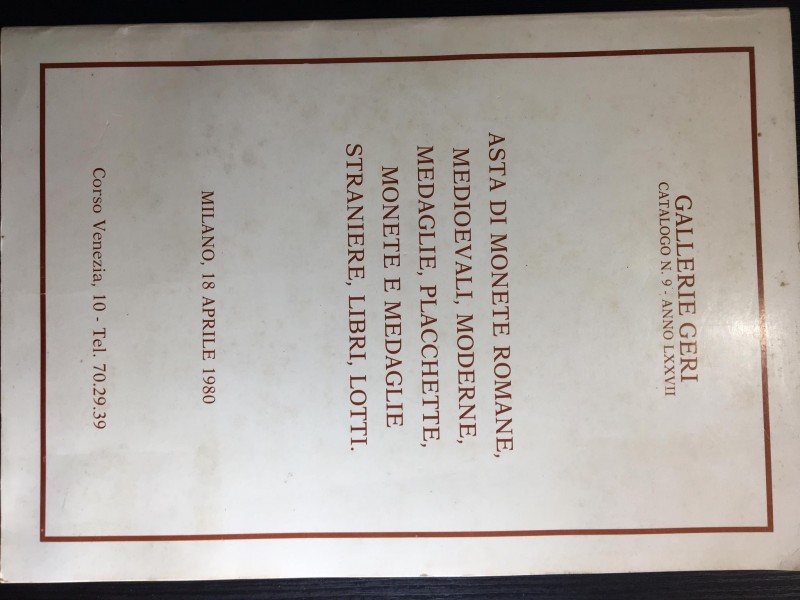 GALLERIE GERI
CATALOGO N. 9 - ANNO LXXVII
ASTA DI MONETE ROMANE,
MEDIOEVALI, MODERNE,
MEDAGLIE, PLACCHETTE,
MONETE E MEDAGLIE
STRANIERE, LIBRI, LOTTI.
MILANO, 18 APRILE 1980
Corso Venezia, 10 - Tel. 70.29.39